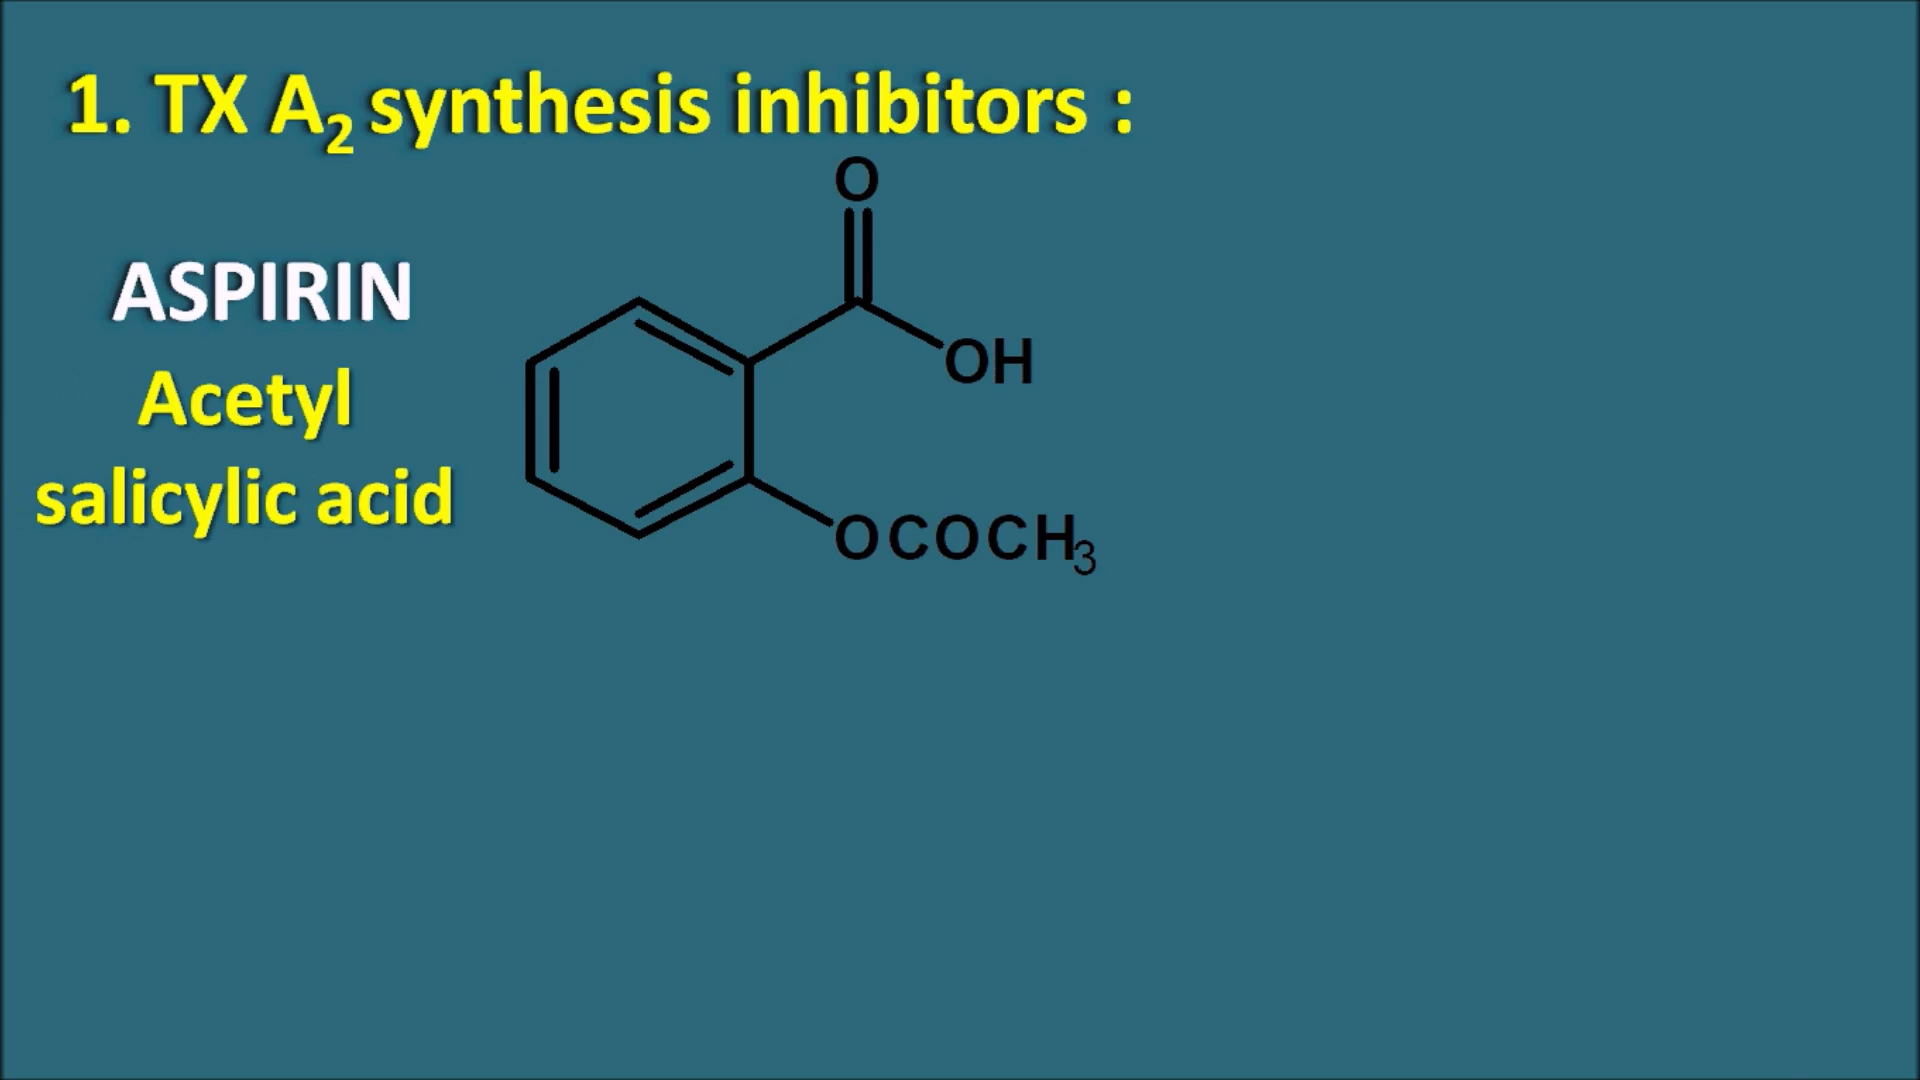 1. TX A₂ synthesis inhibitors :
O
ASPIRIN
OH
Acetyl
salicylic acid
OCOCH₃